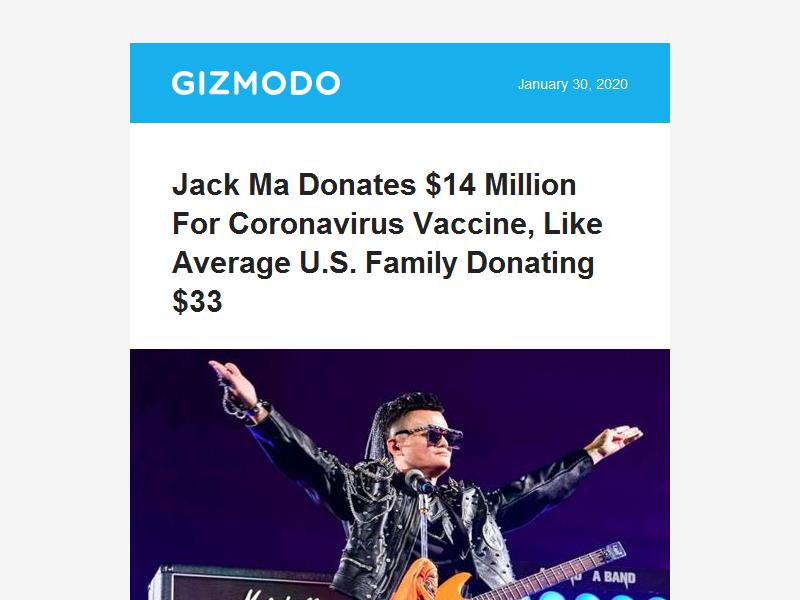 GIZMODO
January 30, 2020
Jack Ma Donates $14 Million
For Coronavirus Vaccine, Like
Average U.S. Family Donating
$33
A BAND